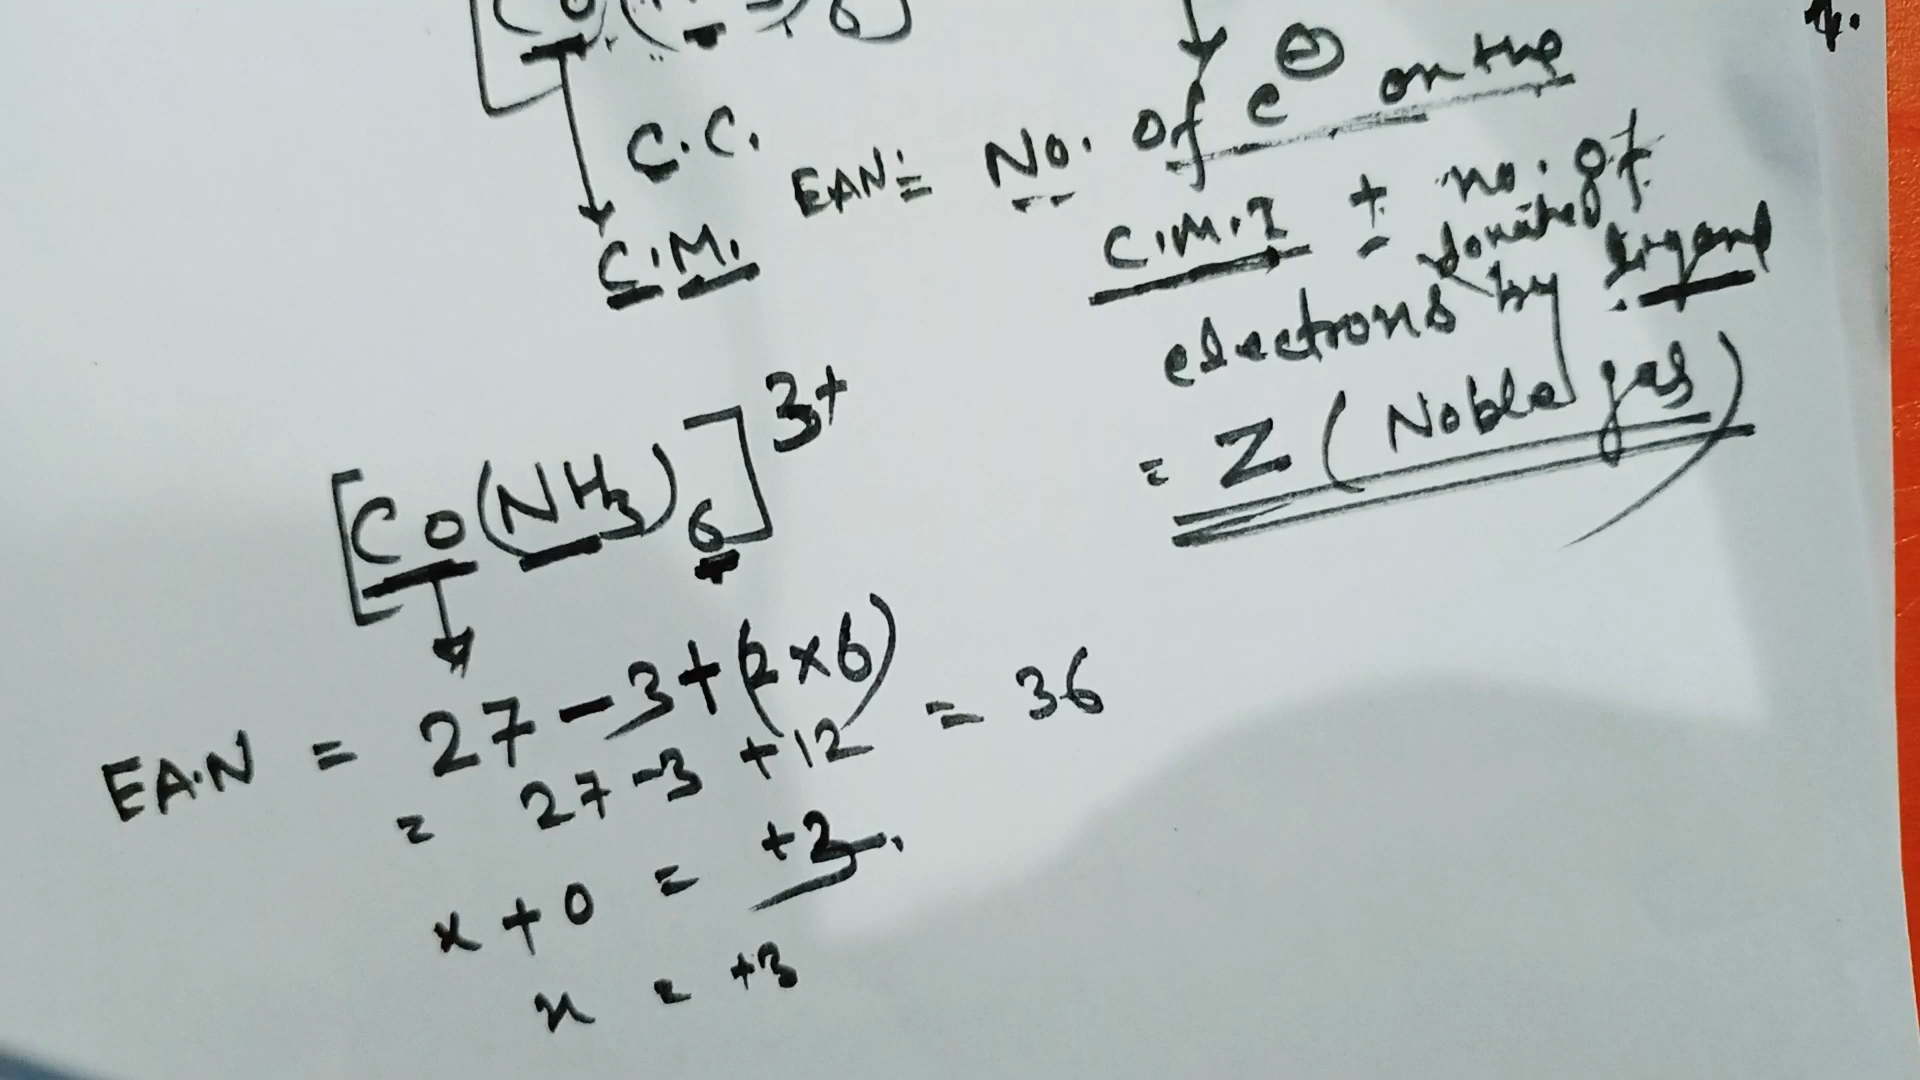 [Co(
C.C.
C.M.
EAN = No. of e⊖ on the
C.M.I + no. of
donated
electrons by ligand
= Z (Noble gas)
[Co(NH3)6]3+
EA.N = 27 - 3 + (2×6) = 36
= 27 - 3 + 12
x + 0 = +3.
x = +3